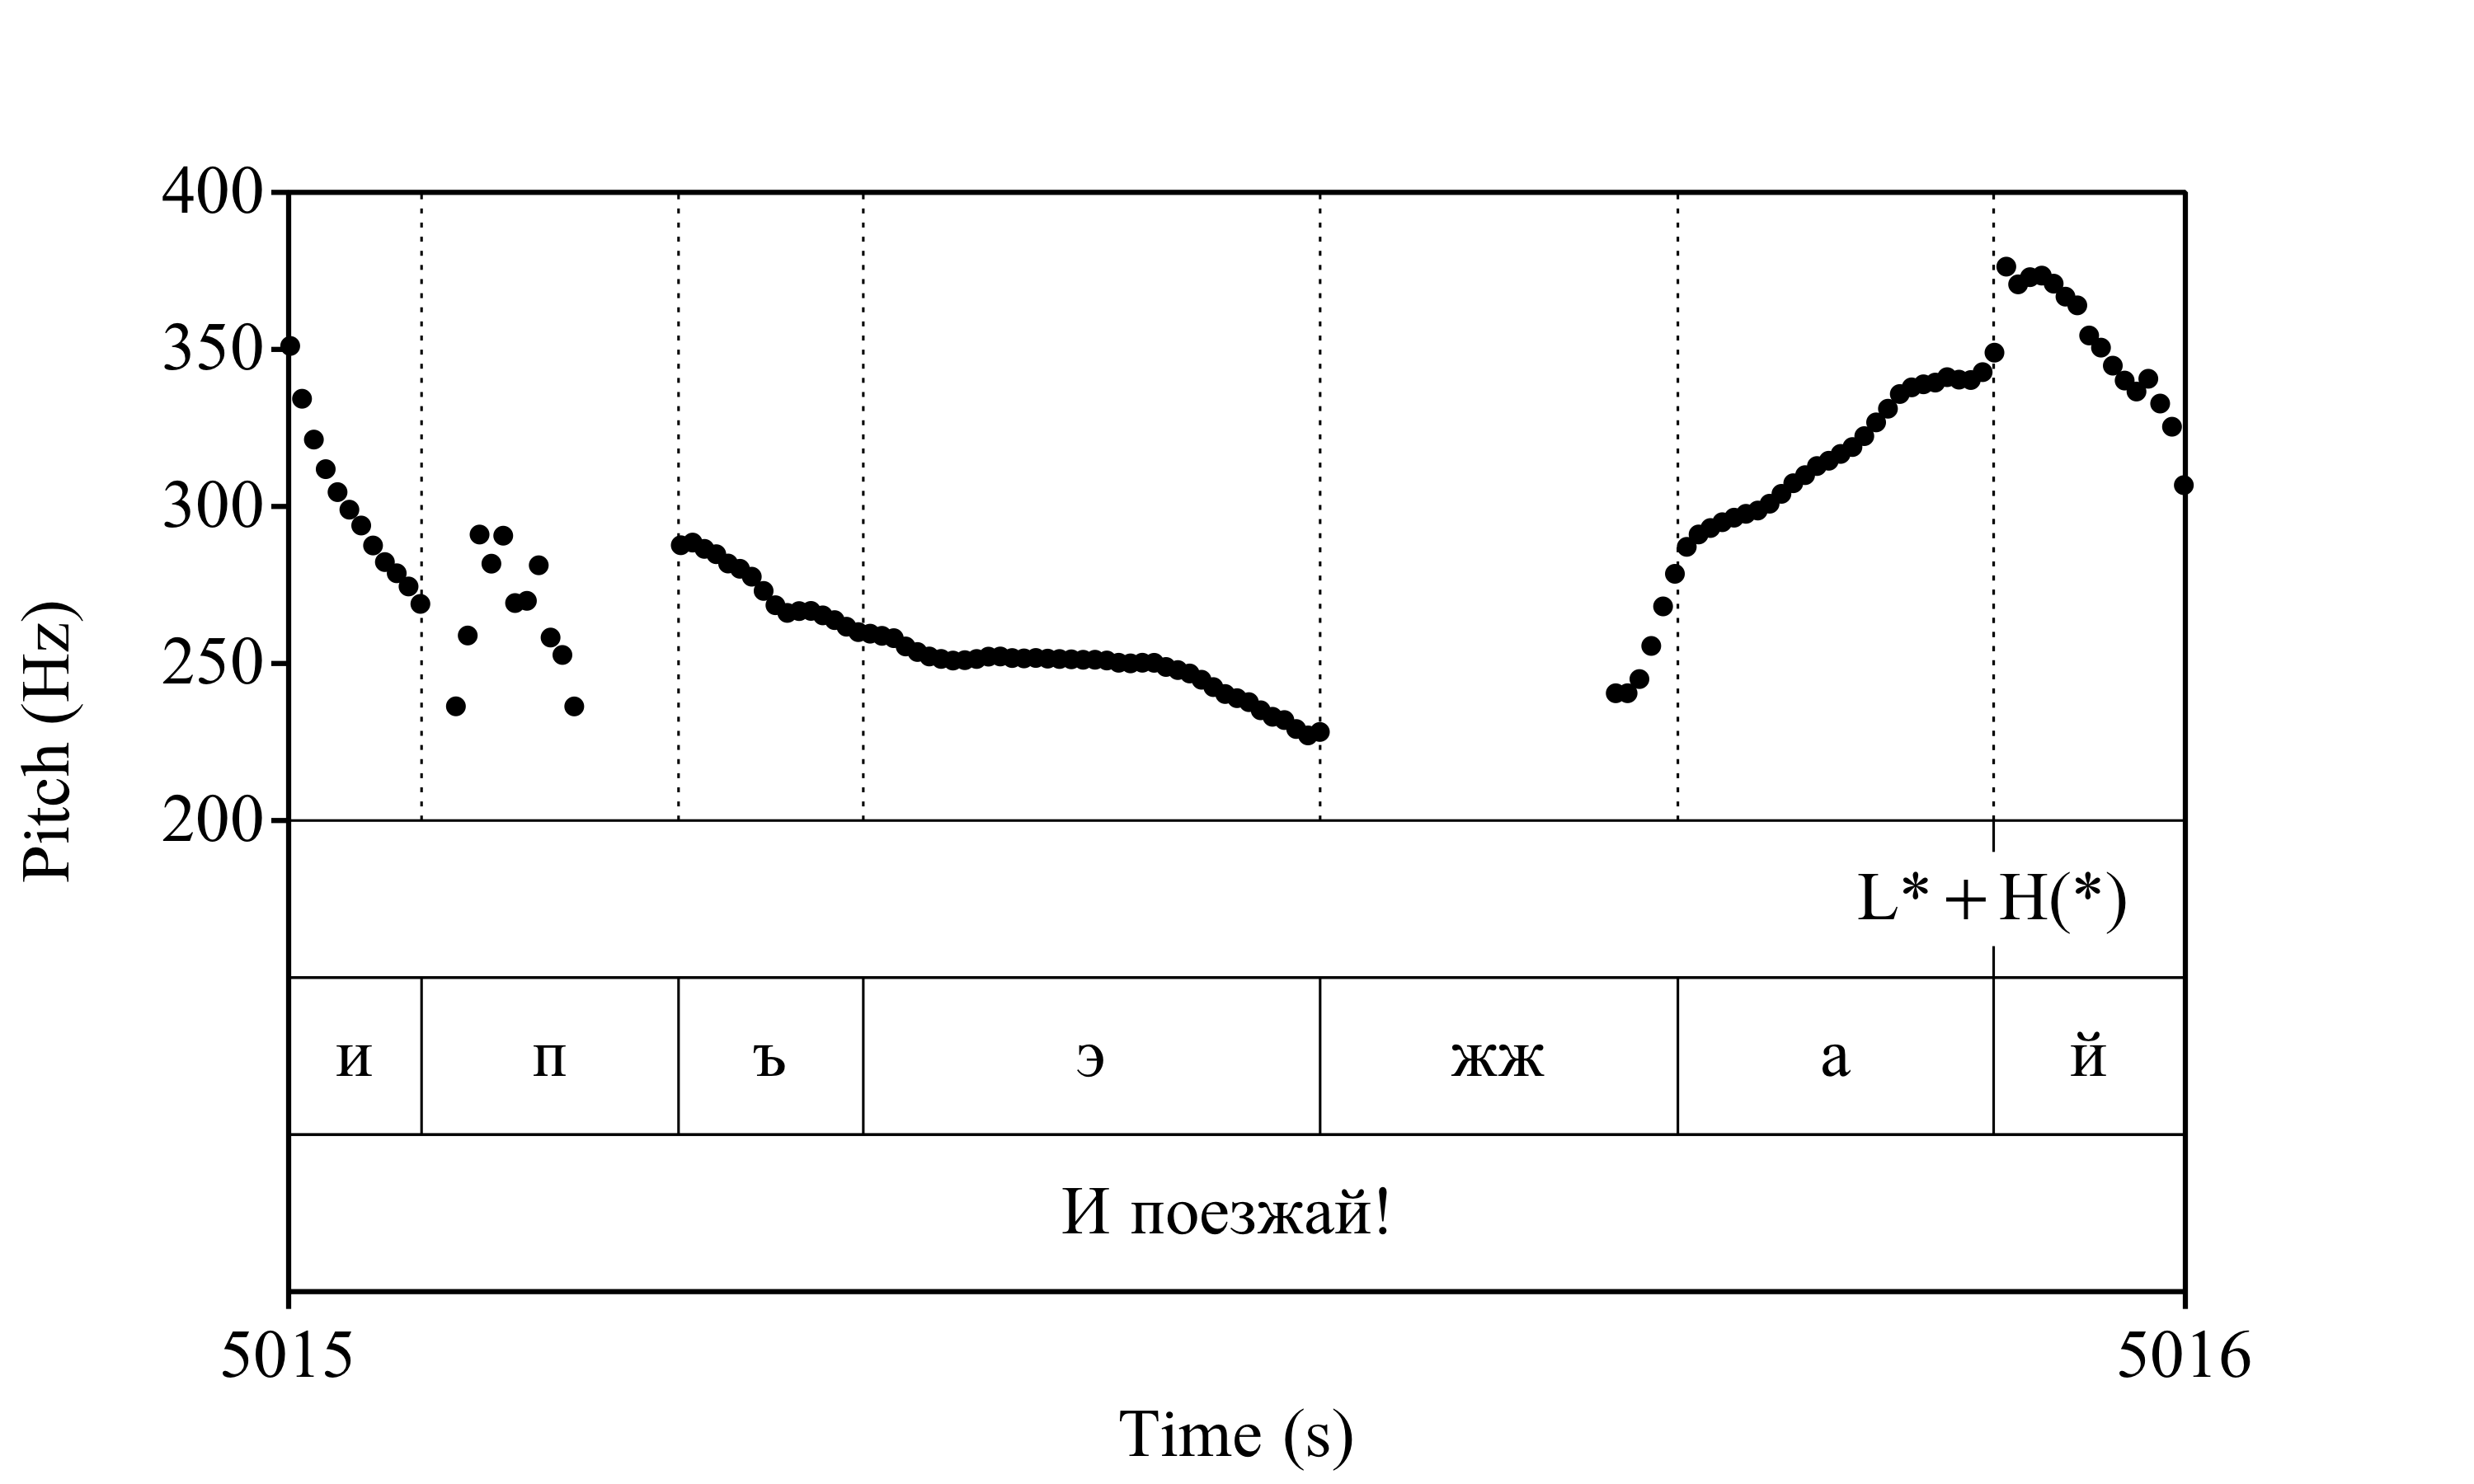 400
350
300
250
200
Pitch (Hz)
L*+H(*)
и п ъ э жж а й
И поезжай!
5015 5016
Time (s)